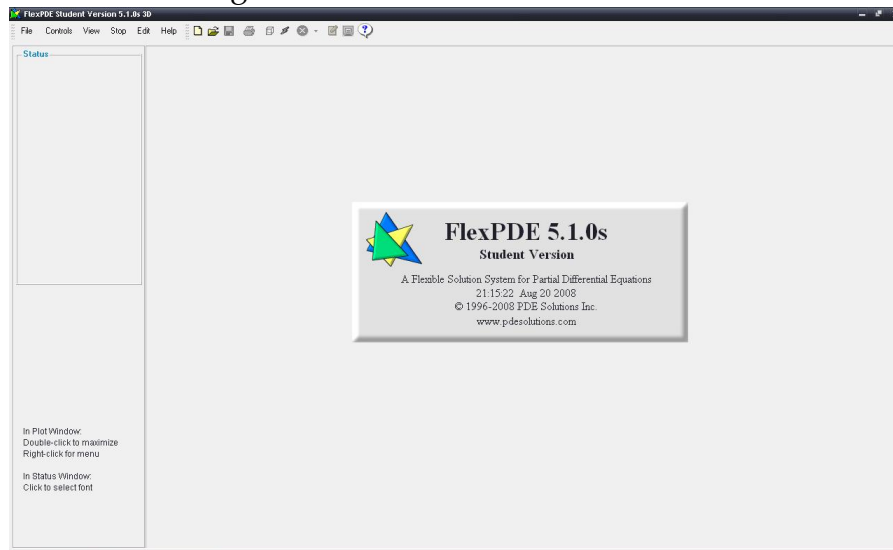 FlexPDE Student Version 5.1.0s 3D
File Controls View Stop Edit Help
Status
FlexPDE 5.1.0s
Student Version
A Flexible Solution System for Partial Differential Equations
21:15:22 Aug 20 2008
© 1996-2008 PDE Solutions Inc.
www.pdesolutions.com
In Plot Window:
Double-click to maximize
Right-click for menu
In Status Window:
Click to select font